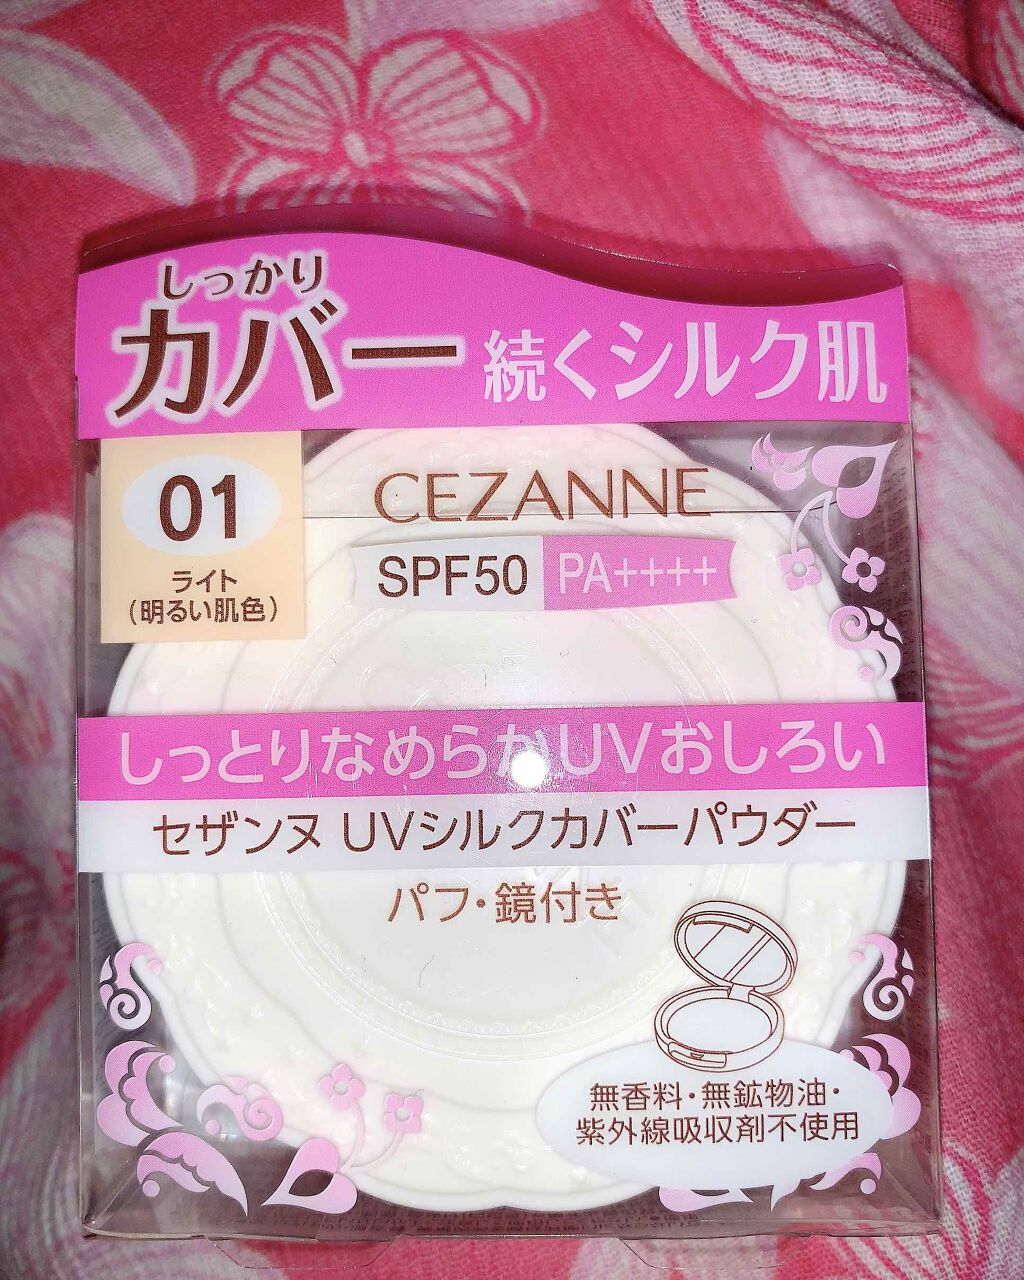 しっかり
カバー 続くシルク肌
01
ライト
（明るい肌色）
CEZANNE
SPF50 PA++++
しっとりなめらかUVおしろい
セザンヌ UVシルクカバーパウダー
パフ・鏡付き
無香料・無鉱物油・
紫外線吸収剤不使用